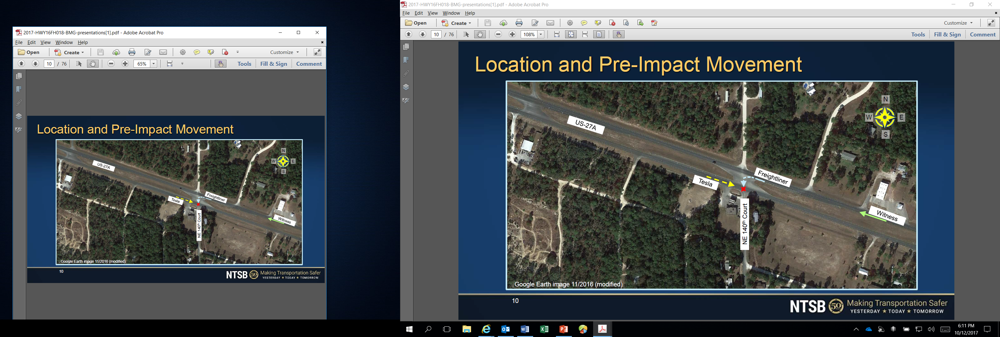 2017-HWY16FH018-BMG-presentations[1].pdf - Adobe Acrobat Pro
File Edit View Window Help
Open Create Customize
10 / 76 65% Tools Fill & Sign Comment
Location and Pre-Impact Movement
N
W E
S
US-27A
Freightliner
Tesla
NE 140th Court
Witness
Google Earth image 11/2016 (modified)
10
NTSB 50 Making Transportation Safer
YESTERDAY ★ TODAY ★ TOMORROW
2017-HWY16FH018-BMG-presentations[1].pdf - Adobe Acrobat Pro
File Edit View Window Help
Open Create Customize
10 / 76 108% Tools Fill & Sign Comment
Location and Pre-Impact Movement
N
W E
S
US-27A
Freightliner
Tesla
NE 140th Court
Witness
Google Earth image 11/2016 (modified)
10
NTSB 50 Making Transportation Safer
YESTERDAY ★ TODAY ★ TOMORROW
6:11 PM
10/12/2017